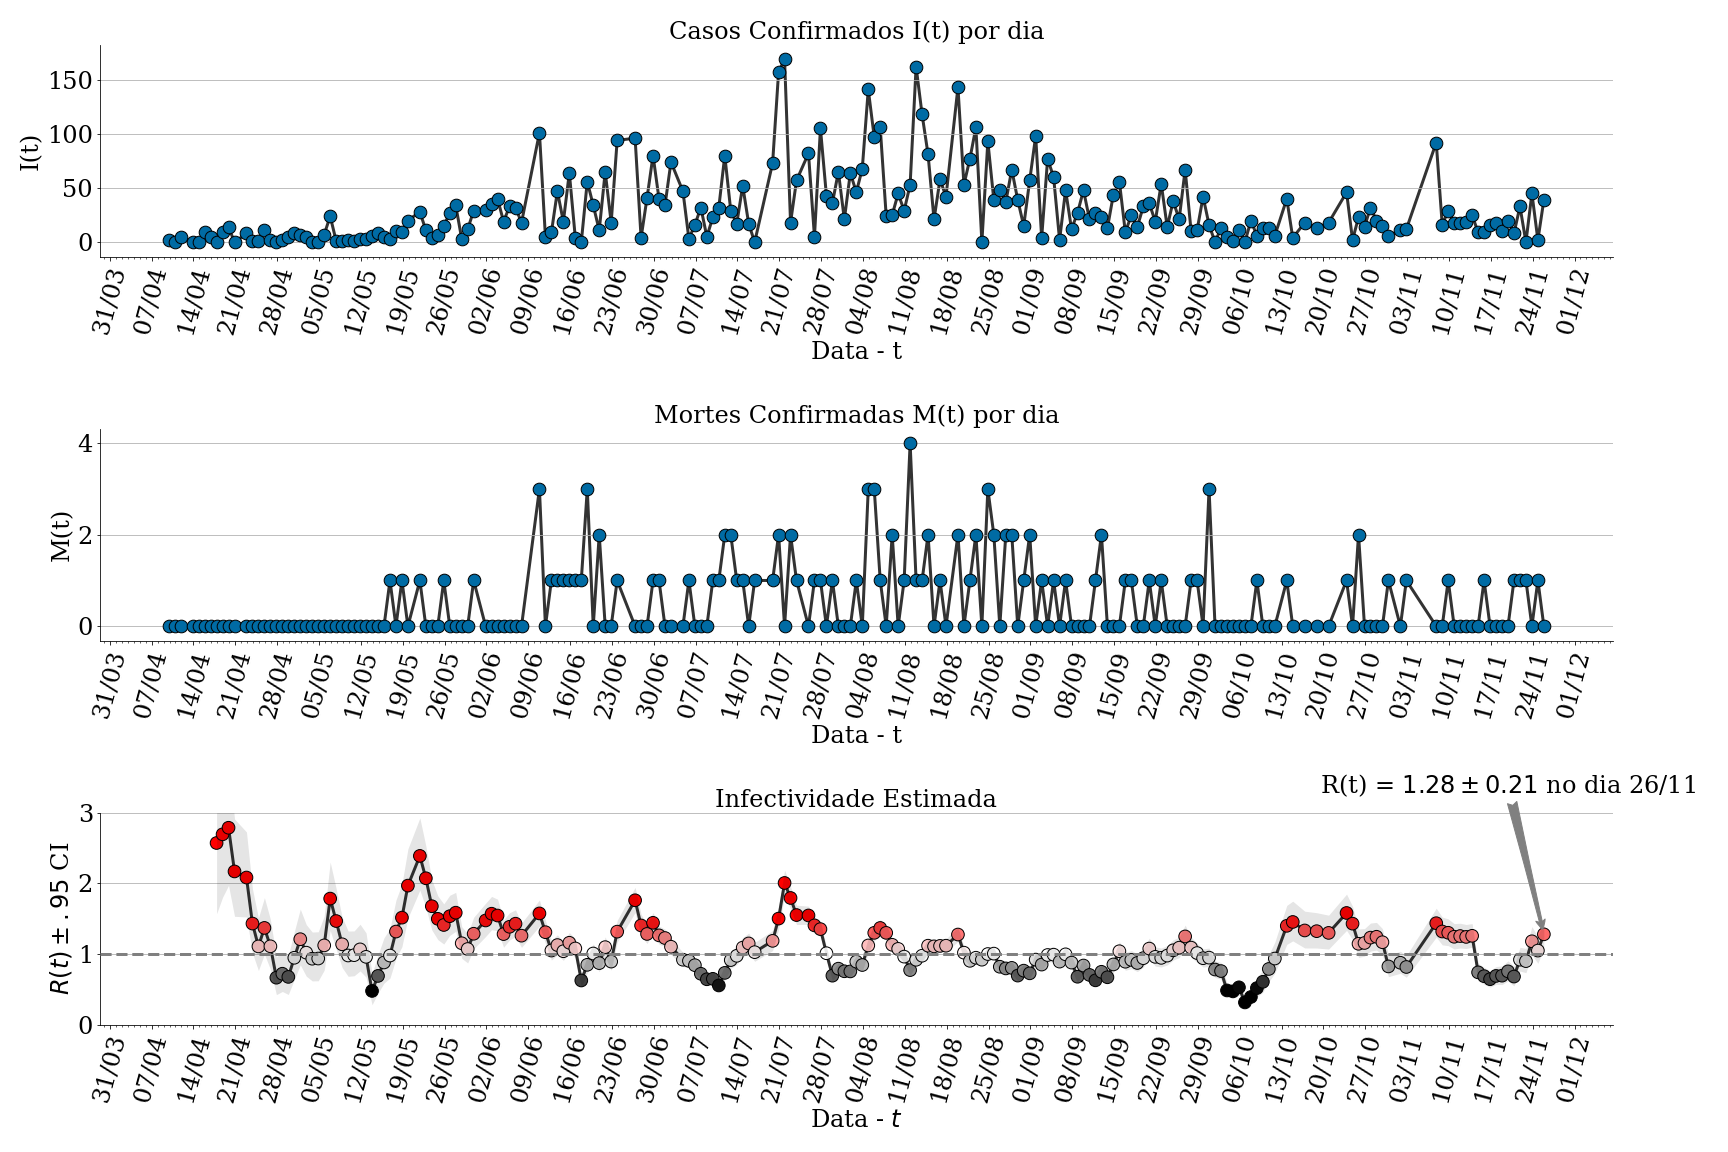 Casos Confirmados I(t) por dia
I(t)
150
100
50
0
31/03 07/04 14/04 21/04 28/04 05/05 12/05 19/05 26/05 02/06 09/06 16/06 23/06 30/06 07/07 14/07 21/07 28/07 04/08 11/08 18/08 25/08 01/09 08/09 15/09 22/09 29/09 06/10 13/10 20/10 27/10 03/11 10/11 17/11 24/11 01/12
Data - t
Mortes Confirmadas M(t) por dia
M(t)
4
2
0
31/03 07/04 14/04 21/04 28/04 05/05 12/05 19/05 26/05 02/06 09/06 16/06 23/06 30/06 07/07 14/07 21/07 28/07 04/08 11/08 18/08 25/08 01/09 08/09 15/09 22/09 29/09 06/10 13/10 20/10 27/10 03/11 10/11 17/11 24/11 01/12
Data - t
R(t) = 1.28 ± 0.21 no dia 26/11
Infectividade Estimada
R(t) ± .95 CI
3
2
1
0
31/03 07/04 14/04 21/04 28/04 05/05 12/05 19/05 26/05 02/06 09/06 16/06 23/06 30/06 07/07 14/07 21/07 28/07 04/08 11/08 18/08 25/08 01/09 08/09 15/09 22/09 29/09 06/10 13/10 20/10 27/10 03/11 10/11 17/11 24/11 01/12
Data - t